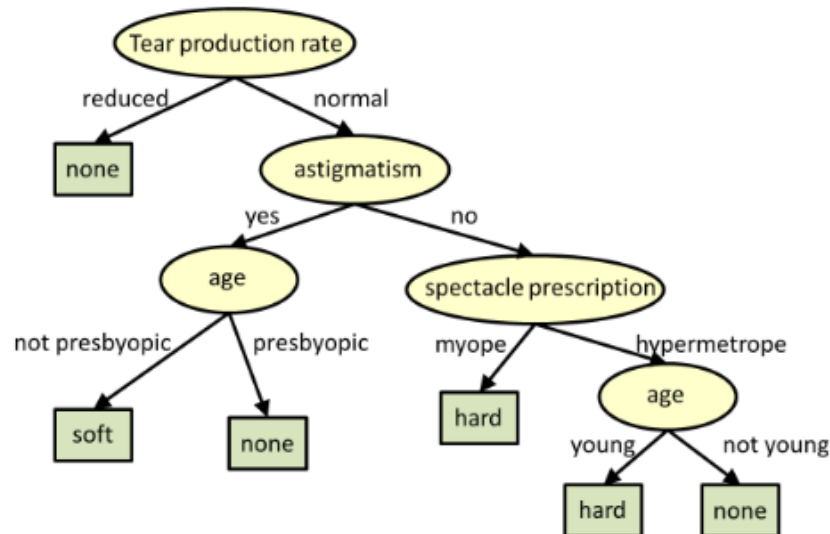 Tear production rate
reduced
normal
none
astigmatism
yes
no
age
spectacle prescription
not presbyopic
presbyopic
myope
hypermetrope
soft
none
hard
age
young
not young
hard
none